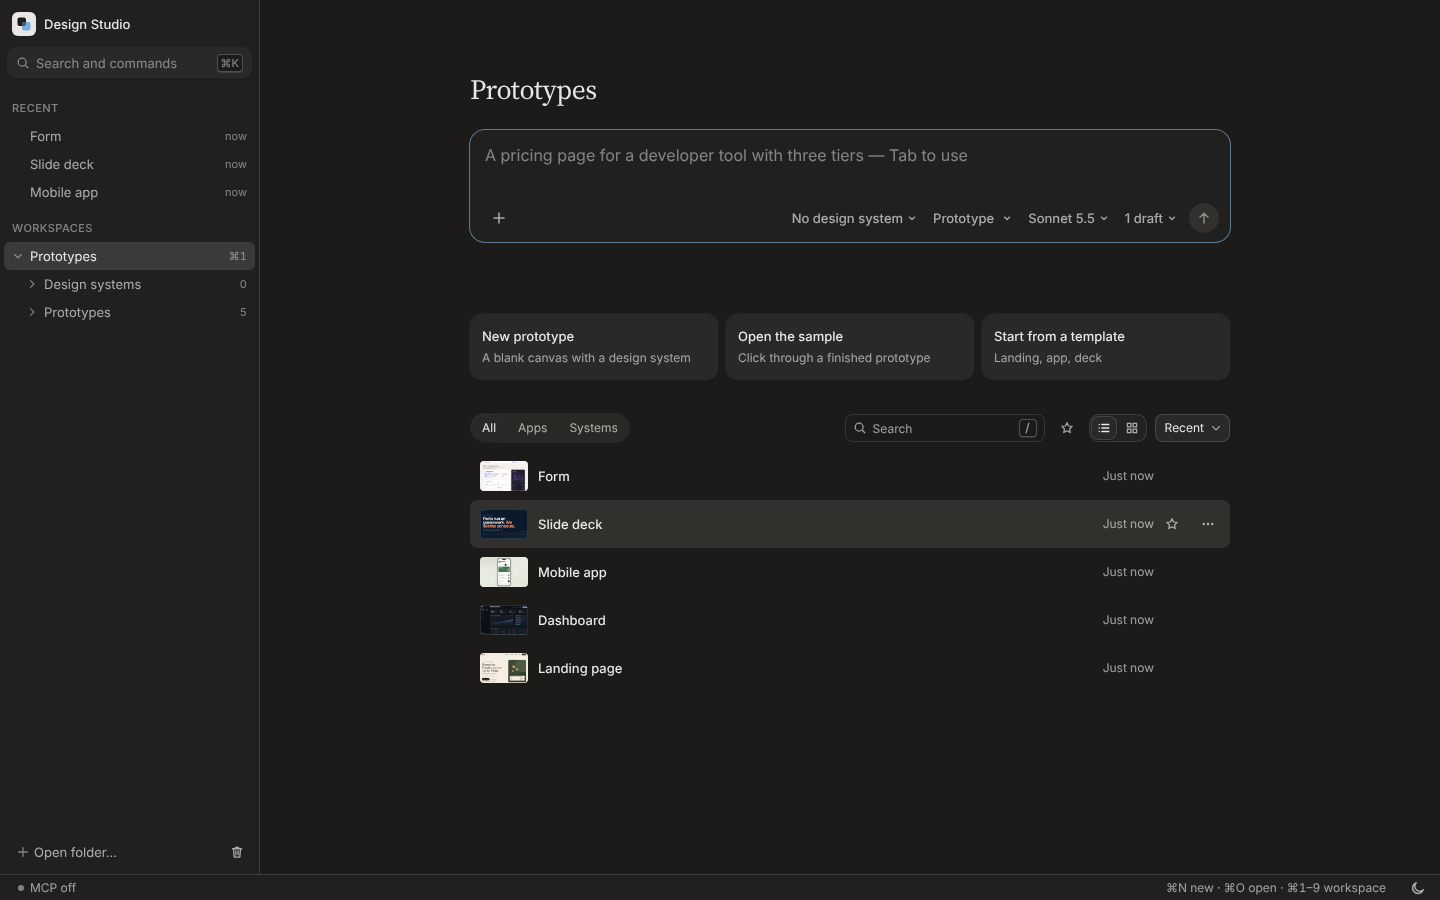 Design Studio
Search and commands ⌘K
RECENT
Form now
Slide deck now
Mobile app now
WORKSPACES
Prototypes ⌘1
Design systems 0
Prototypes 5
Open folder...
MCP off
Prototypes
A pricing page for a developer tool with three tiers — Tab to use
No design system Prototype Sonnet 5.5 1 draft
New prototype
A blank canvas with a design system
Open the sample
Click through a finished prototype
Start from a template
Landing, app, deck
All Apps Systems Search / Recent
Form Just now
Slide deck Just now
Mobile app Just now
Dashboard Just now
Landing page Just now
⌘N new · ⌘O open · ⌘1–9 workspace